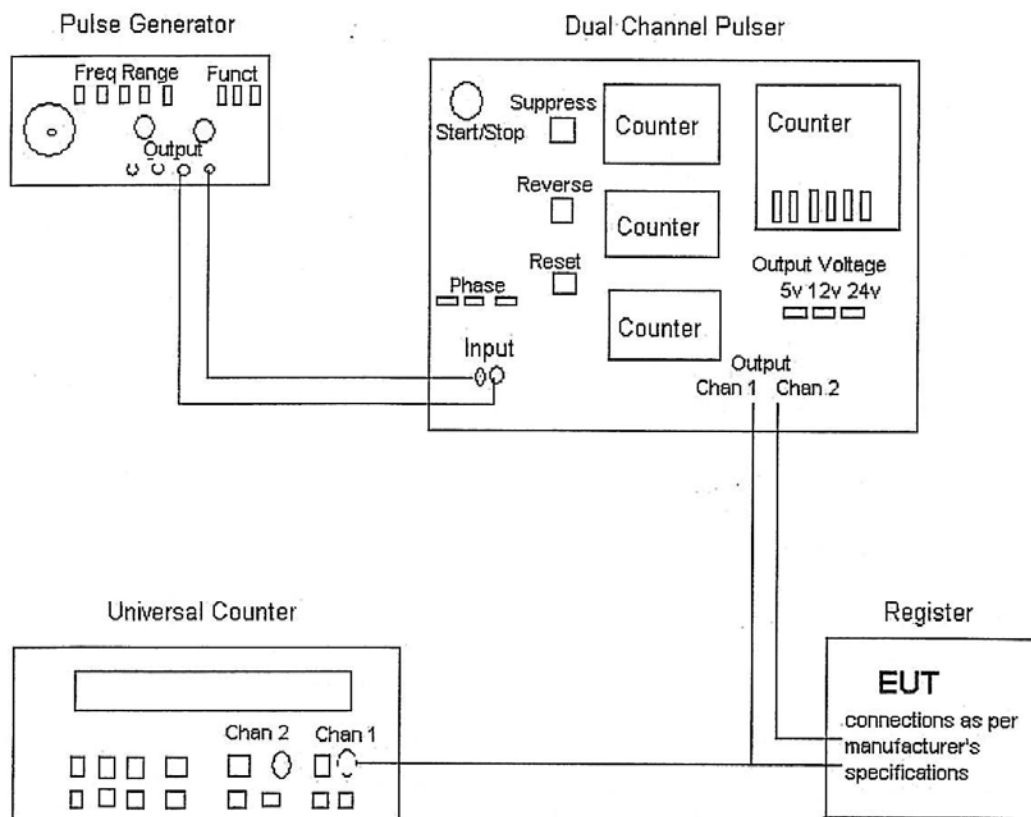 Pulse Generator
Freq Range
Funct
Output
Dual Channel Pulser
Start/Stop
Suppress
Reverse
Reset
Phase
Input
Counter
Counter
Counter
Counter
Output Voltage
5v 12v 24v
Output
Chan 1 Chan 2
Universal Counter
Chan 2 Chan 1
Register
EUT
connections as per
manufacturer's
specifications